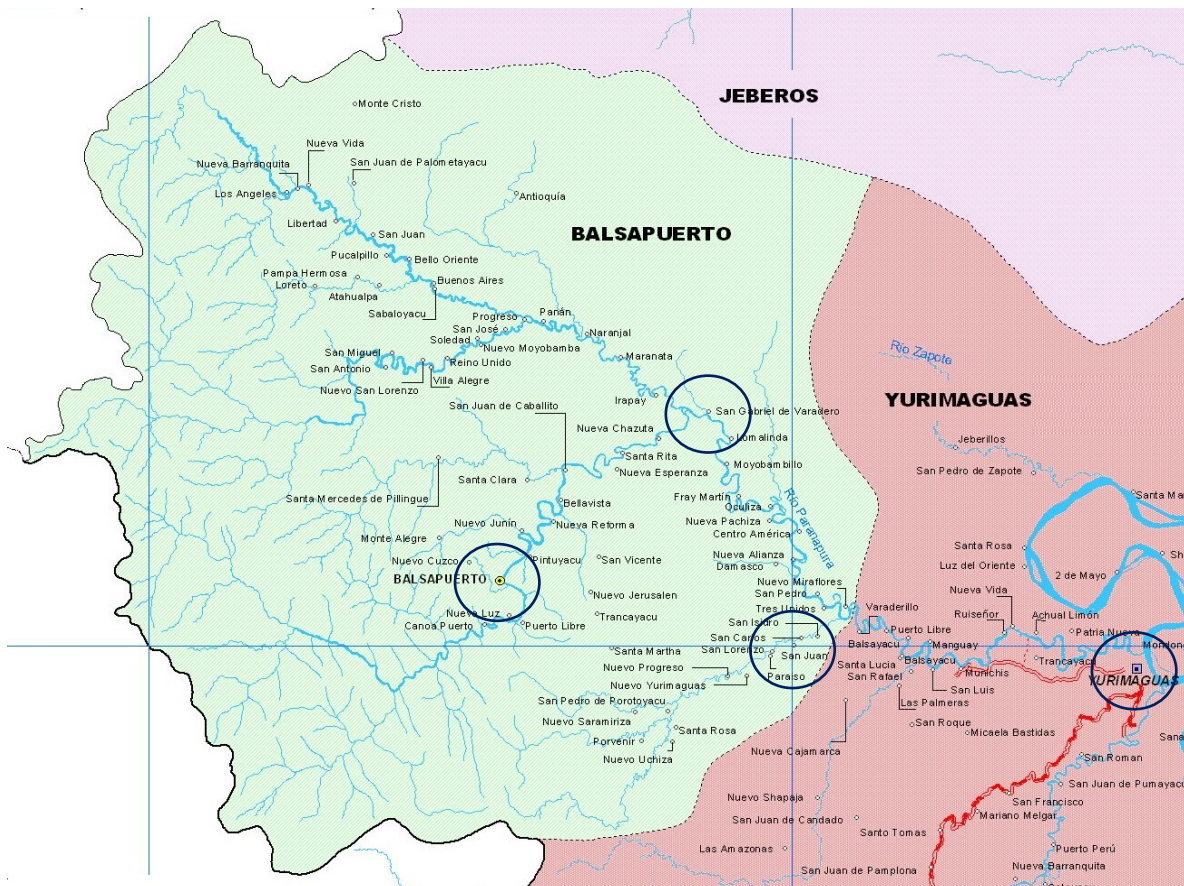 Monte Cristo
JEBEROS
Nueva Vida
Nueva Barranquita
San Juan de Palometayacu
Los Angeles
Antioquía
Libertad
San Juan
BALSAPUERTO
Pucalpillo
Bello Oriente
Pampa Hermosa
Buenos Aires
Loreto
Atahualpa
Sabaloyacu
Progreso
Panán
San José
Naranjal
Soledad
Nuevo Moyobamba
San Miguel
Reino Unido
Maranata
San Antonio
Villa Alegre
Nuevo San Lorenzo
Río Zapote
San Juan de Caballito
Irapay
San Gabriel de Varadero
YURIMAGUAS
Nueva Chazuta
Lomalinda
Jeberillos
Santa Rita
Moyobambillo
Nueva Esperanza
San Pedro de Zapote
Santa Clara
Santa Mercedes de Pillingue
Fray Martín
Santa Ma
Bellavista
Oculiza
Río Paranapura
Nuevo Junín
Nueva Reforma
Nueva Pachiza
Monte Alegre
Centro América
Santa Rosa
Nueva Alianza
Sh
Nuevo Cuzco
Pintuyacu
San Vicente
Damasco
Luz del Oriente
2 de Mayo
BALSAPUERTO
Nuevo Miraflores
Nueva Vida
Nuevo Jerusalen
San Pedro
Tres Unidos
Varaderillo
Ruiseñor
Achual Limón
Nueva Luz
Trancayacu
San Isidro
Canoa Puerto
Puerto Libre
San Carlos
Puerto Libre
Patria Nueva
Balsayacu
Manguay
Mondong
Santa Martha
San Lorenzo
San Juan
Santa Lucia
Balsayacu
Trancayacu
Nuevo Progreso
Paraiso
San Rafael
Munichis
YURIMAGUAS
Nuevo Yurimaguas
San Luis
San Pedro de Porotoyacu
Las Palmeras
Nuevo Saramiriza
Santa Rosa
San Roque
Micaela Bastidas
Sana
Porvenir
Nueva Cajamarca
Nuevo Uchiza
San Roman
San Juan de Pumayacu
Nuevo Shapaja
San Francisco
San Juan de Candado
Mariano Melgar
Santo Tomas
Las Amazonas
Puerto Perú
San Juan de Pamplona
Nueva Barranquita